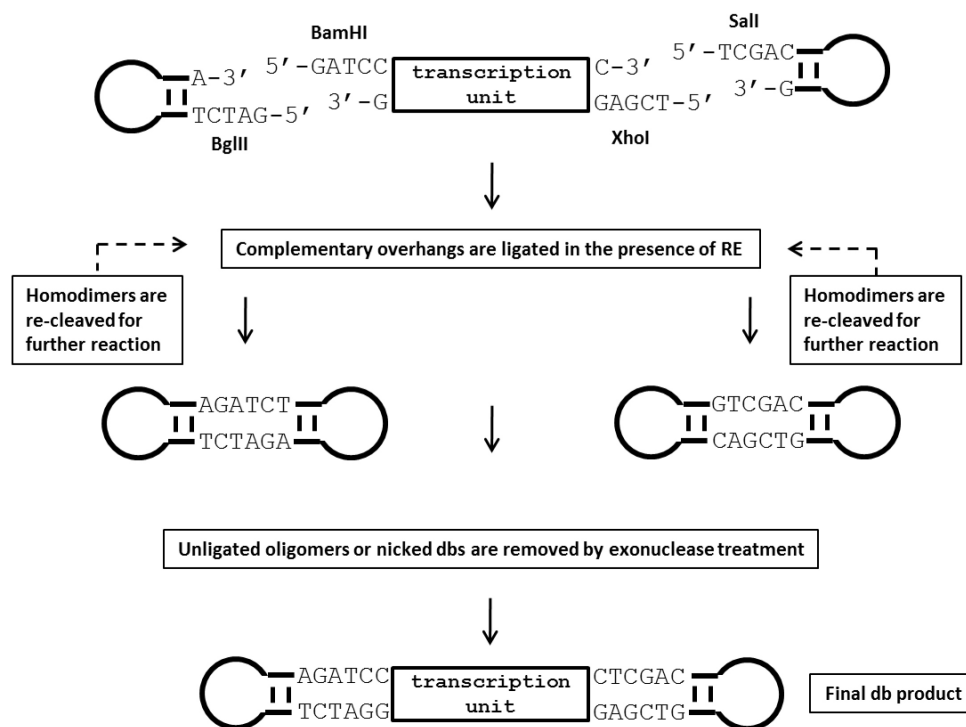 BamHI
SalI
A-3’ 5’-GATCC transcription unit C-3’ 5’-TCGAC
TCTAG-5’ 3’-G GAGCT-5’ 3’-G
BglII
XhoI
Complementary overhangs are ligated in the presence of RE
Homodimers are
re-cleaved for
further reaction
Homodimers are
re-cleaved for
further reaction
AGATCT
TCTAGA
GTCGAC
CAGCTG
Unligated oligomers or nicked dbs are removed by exonuclease treatment
AGATCC transcription CTCGAC
TCTAGG unit GAGCTG
Final db product